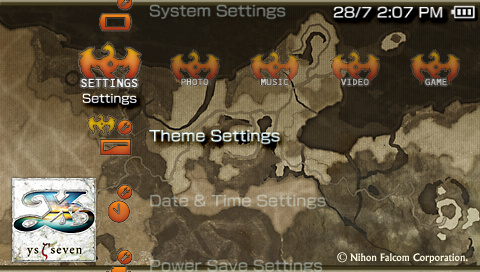 System Settings
28/7 2:07 PM
SETTINGS
PHOTO
MUSIC
VIDEO
GAME
Settings
Theme Settings
Date & Time Settings
Ys
ys seven
© Nihon Falcom Corporation.
Power Save Settings